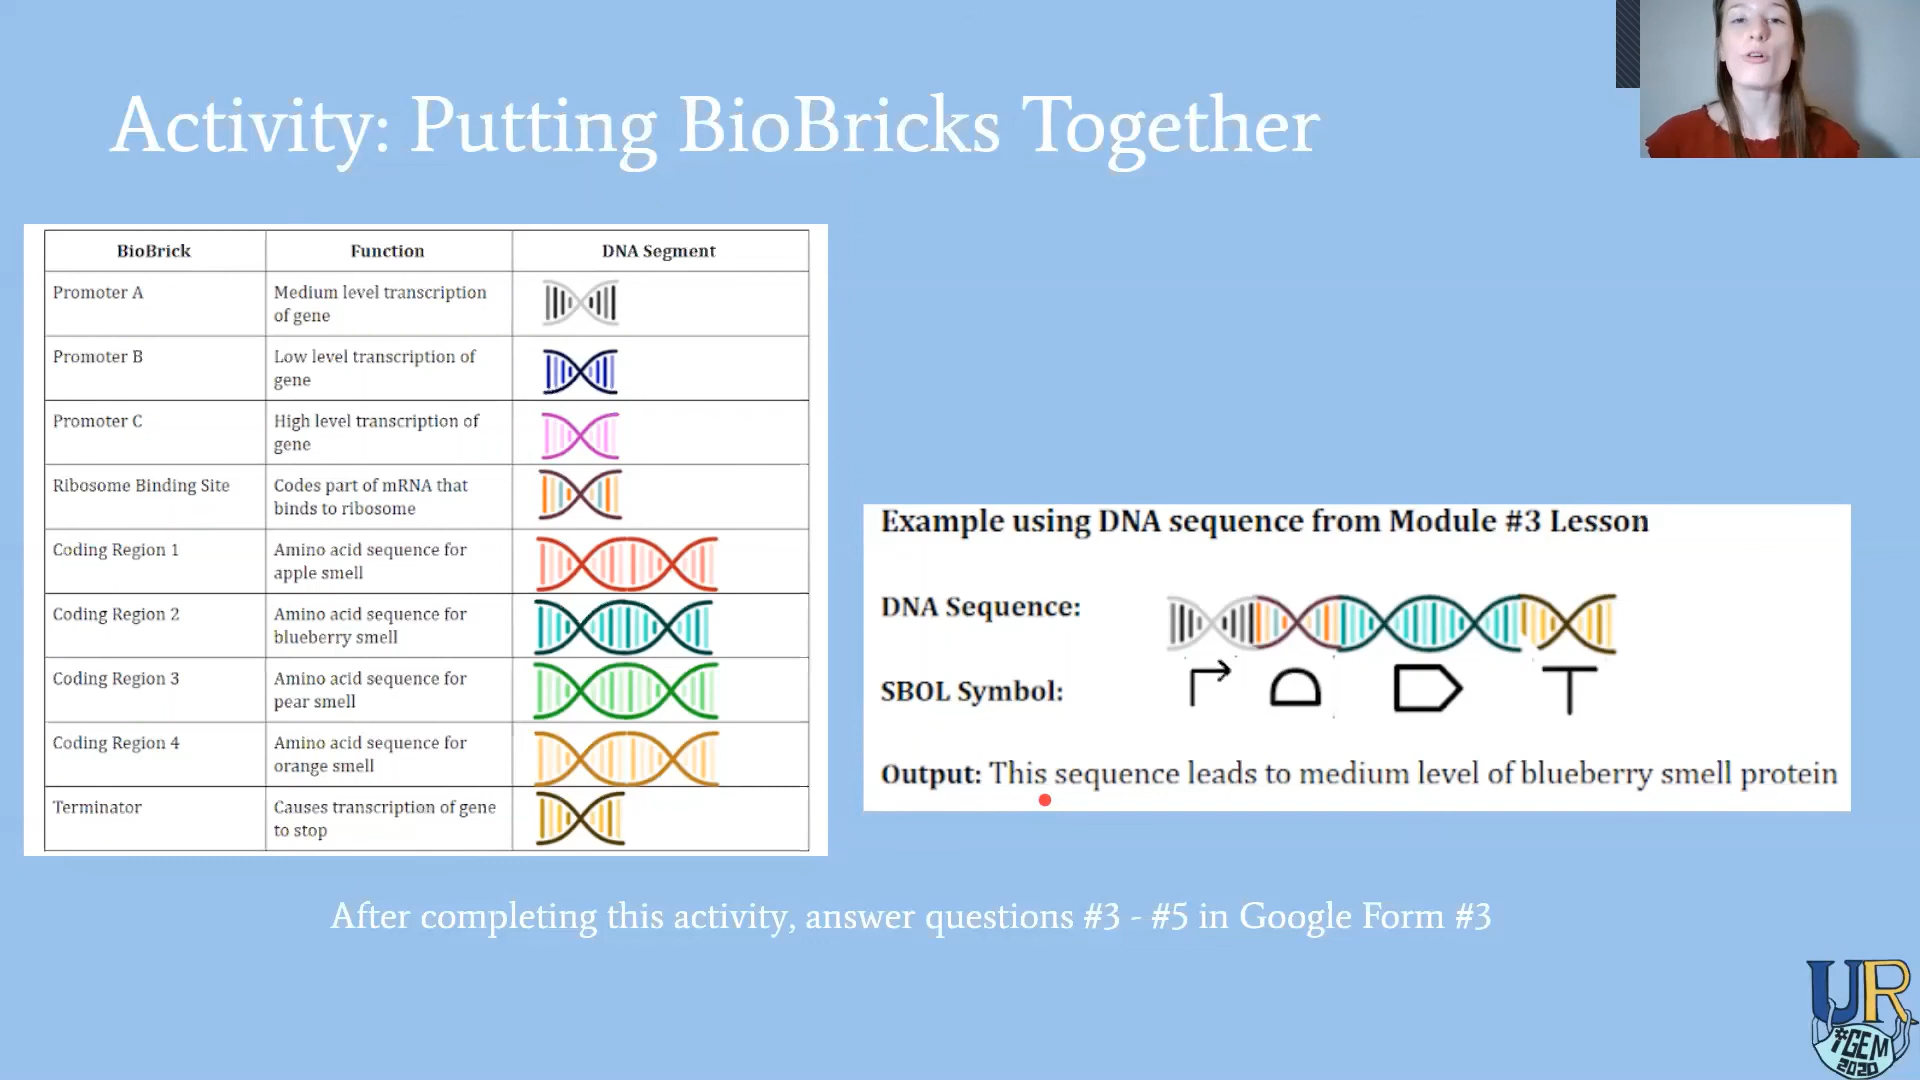 Activity: Putting BioBricks Together
BioBrick Function DNA Segment
Promoter A Medium level transcription
of gene
Promoter B Low level transcription of
gene
Promoter C High level transcription of
gene
Ribosome Binding Site Codes part of mRNA that
binds to ribosome
Coding Region 1 Amino acid sequence for
apple smell
Coding Region 2 Amino acid sequence for
blueberry smell
Coding Region 3 Amino acid sequence for
pear smell
Coding Region 4 Amino acid sequence for
orange smell
Terminator Causes transcription of gene
to stop
Example using DNA sequence from Module #3 Lesson
DNA Sequence:
SBOL Symbol:
Output: This sequence leads to medium level of blueberry smell protein
After completing this activity, answer questions #3 - #5 in Google Form #3
UR
iGEM
2020